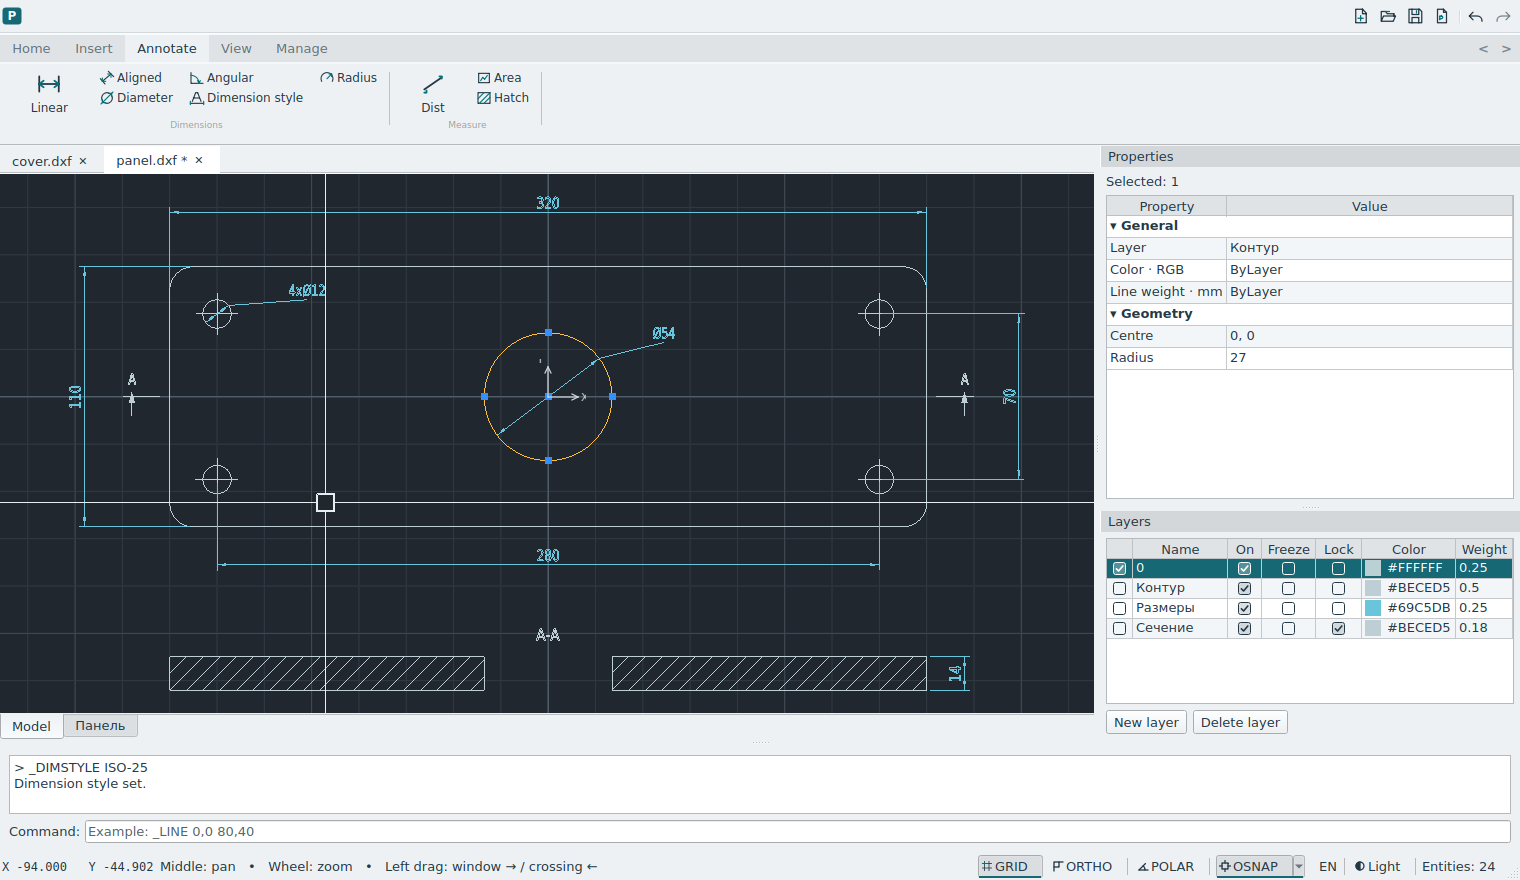 P
Home Insert Annotate View Manage < >
Linear
Aligned
Diameter
Angular
Dimension style
Radius
Dimensions
Dist
Area
Hatch
Measure
cover.dxf ×
panel.dxf * ×
320
4xØ12
Ø54
110
A
A
70
X
280
A-A
14
Model
Панель
Properties
Selected: 1
Property Value
▾ General
Layer Контур
Color · RGB ByLayer
Line weight · mm ByLayer
▾ Geometry
Centre 0, 0
Radius 27
Layers
Name On Freeze Lock Color Weight
0 #FFFFFF 0.25
Контур #BECED5 0.5
Размеры #69C5DB 0.25
Сечение #BECED5 0.18
New layer Delete layer
> _DIMSTYLE ISO-25
Dimension style set.
Command: Example: _LINE 0,0 80,40
X -94.000 Y -44.902 Middle: pan • Wheel: zoom • Left drag: window → / crossing ← GRID ORTHO POLAR OSNAP EN Light Entities: 24